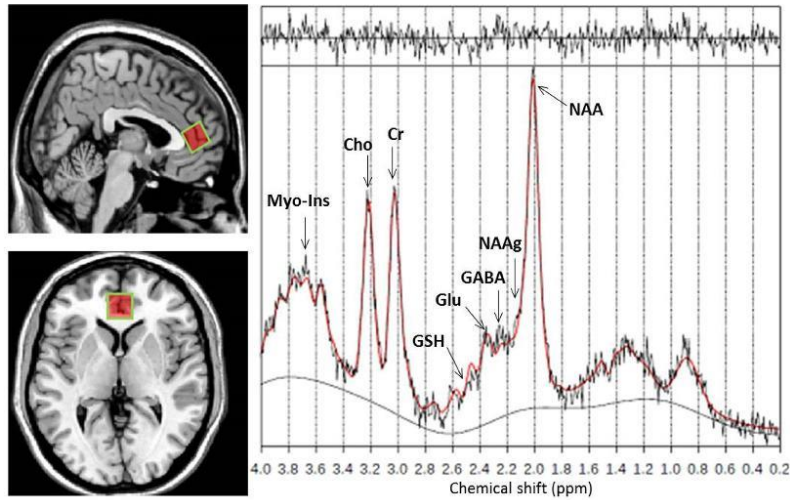 NAA
Cr
Cho
Myo-Ins
NAAg
GABA
Glu
GSH
4.0 3.8 3.6 3.4 3.2 3.0 2.8 2.6 2.4 2.2 2.0 1.8 1.6 1.4 1.2 1.0 0.8 0.6 0.4 0.2
Chemical shift (ppm)